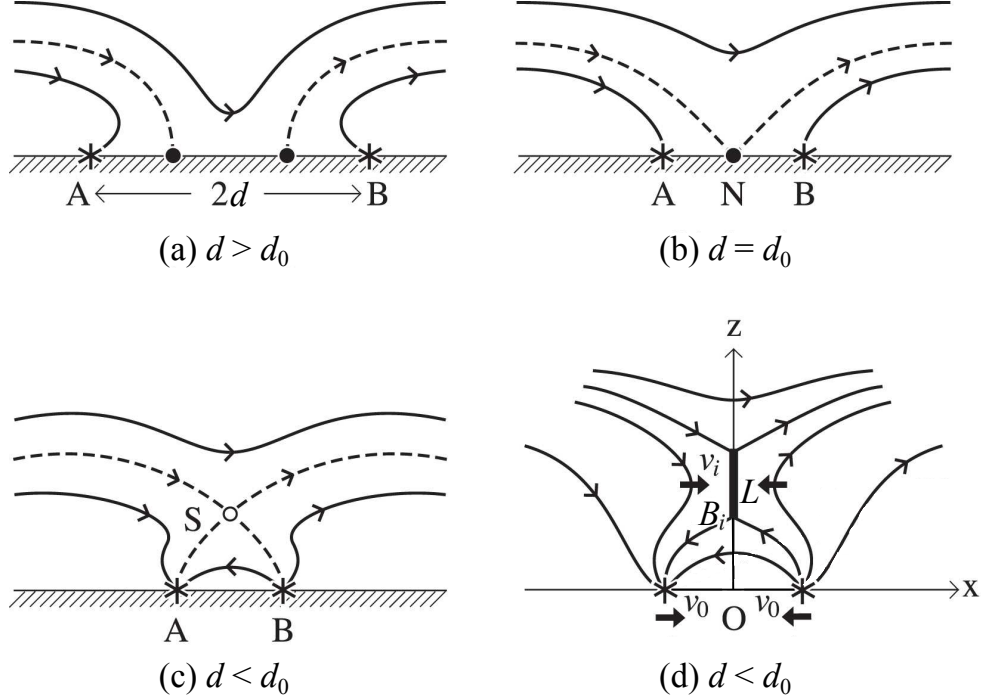 A 2d B
(a) d > d₀
A N B
(b) d = d₀
S
A B
(c) d < d₀
z
vᵢ
L
Bᵢ
x
v₀ O v₀
(d) d < d₀